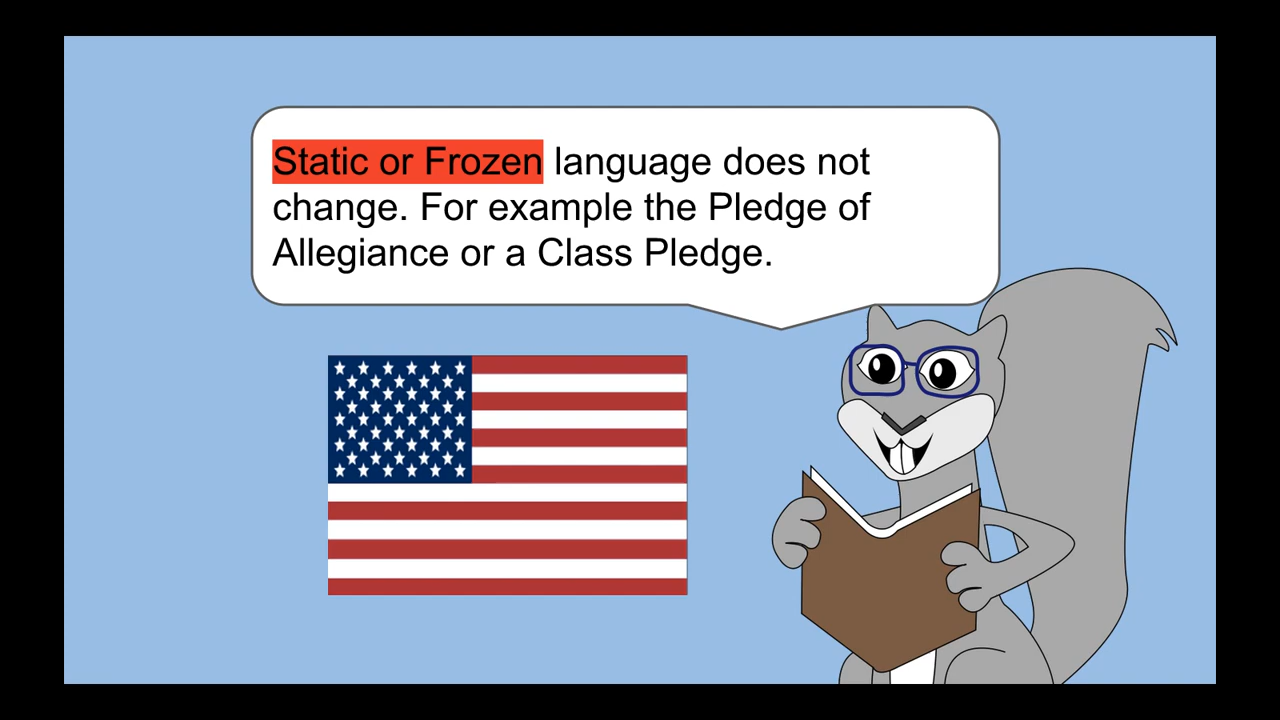 Static or Frozen language does not
change. For example the Pledge of
Allegiance or a Class Pledge.